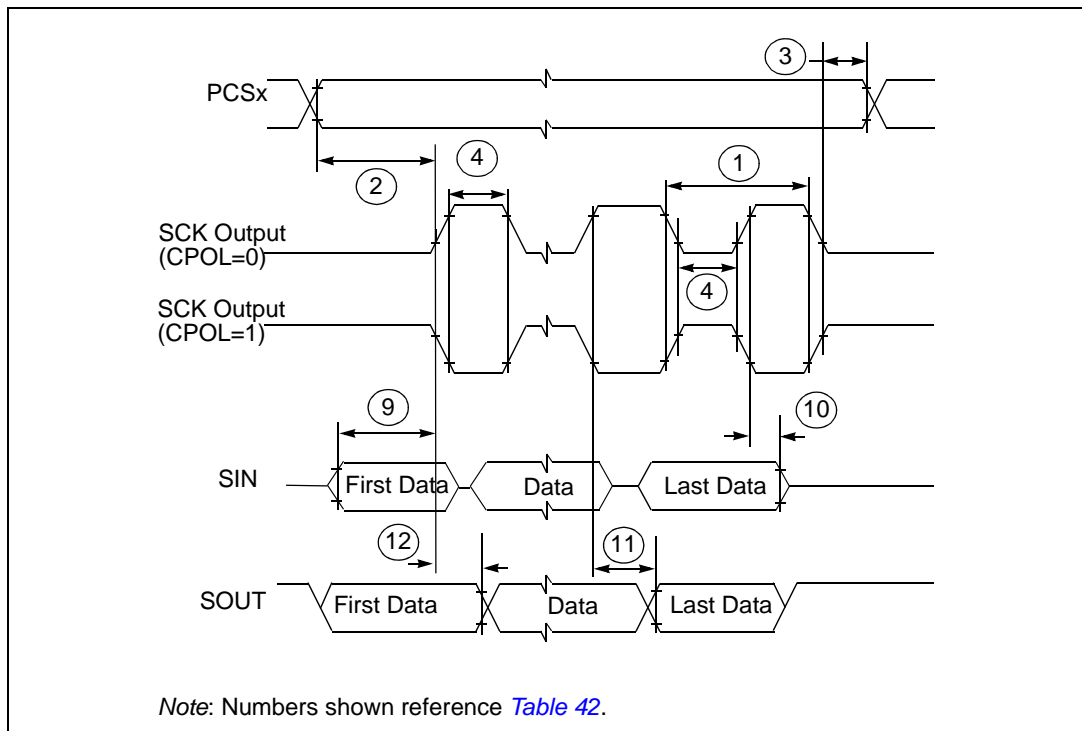 3
PCSx
2
4
1
SCK Output
(CPOL=0)
4
SCK Output
(CPOL=1)
9
10
SIN
First Data
Data
Last Data
12
11
SOUT
First Data
Data
Last Data
Note: Numbers shown reference Table 42.